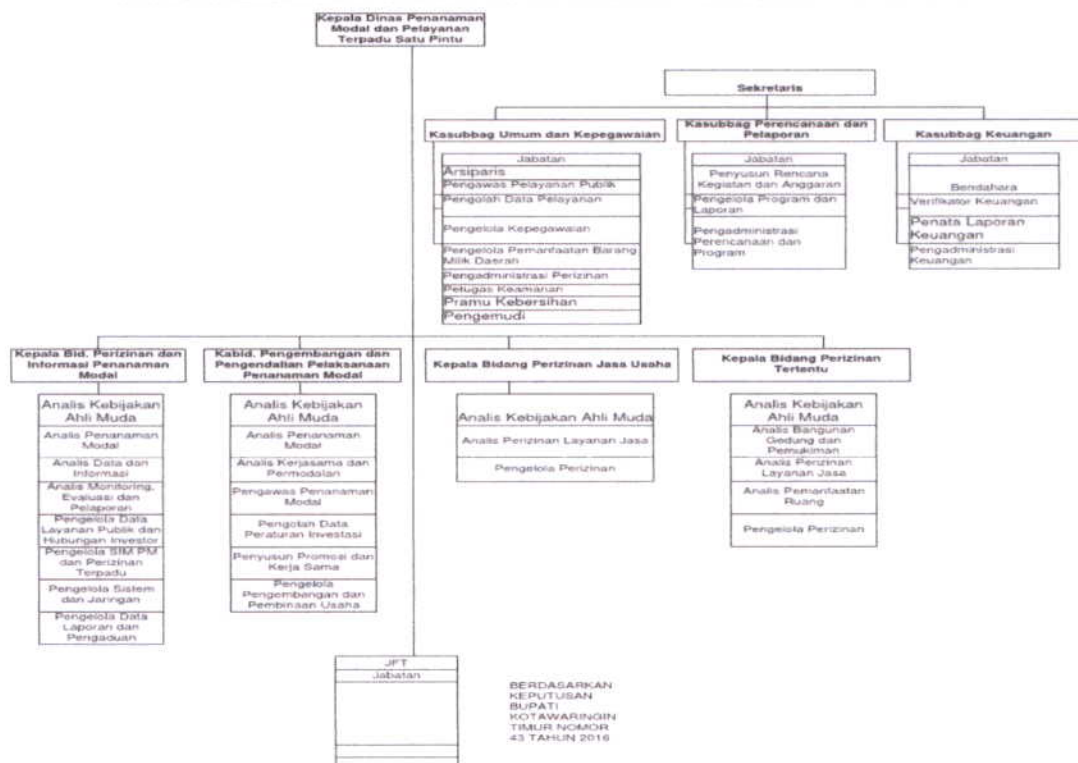 Kepala Dinas Penanaman
Modal dan Pelayanan
Terpadu Satu Pintu
Sekretaris
Kasubbag Umum dan Kepegawaian
Jabatan
Arsiparis
Pengawas Pelayanan Publik
Pengolah Data Pelayanan
Pengelola Kepegawaian
Pengelola Pemanfaatan Barang
Milik Daerah
Pengadministrasi Perizinan
Petugas Keamanan
Pramu Kebersihan
Pengemudi
Kasubbag Perencanaan dan
Pelaporan
Jabatan
Penyusun Rencana
Kegiatan dan Anggaran
Pengelola Program dan
Laporan
Pengadministrasi
Perencanaan dan
Program
Kasubbag Keuangan
Jabatan
Bendahara
Verifikator Keuangan
Penata Laporan
Keuangan
Pengadministrasi
Keuangan
Kepala Bid. Perizinan dan
Informasi Penanaman
Modal
Analis Kebijakan
Ahli Muda
Analis Penanaman
Modal
Analis Data dan
Informasi
Analis Monitoring,
Evaluasi dan
Pelaporan
Pengelola Data
Layanan Publik dan
Hubungan Investor
Pengelola SIM PM
dan Perizinan
Terpadu
Pengelola Sistem
dan Jaringan
Pengelola Data
Laporan dan
Pengaduan
Kabid. Pengembangan dan
Pengendalian Pelaksanaan
Penanaman Modal
Analis Kebijakan
Ahli Muda
Analis Penanaman
Modal
Analis Kerjasama dan
Permodalan
Pengawas Penanaman
Modal
Pengolah Data
Peraturan Investasi
Penyusun Promosi dan
Kerja Sama
Pengelola
Pengembangan dan
Pembinaan Usaha
Kepala Bidang Perizinan Jasa Usaha
Analis Kebijakan Ahli Muda
Analis Perizinan Layanan Jasa
Pengelola Perizinan
Kepala Bidang Perizinan
Tertentu
Analis Kebijakan
Ahli Muda
Analis Bangunan
Gedung dan
Pemukiman
Analis Perizinan
Layanan Jasa
Analis Pemanfaatan
Ruang
Pengelola Perizinan
JFT
Jabatan
BERDASARKAN
KEPUTUSAN
BUPATI
KOTAWARINGIN
TIMUR NOMOR
43 TAHUN 2016